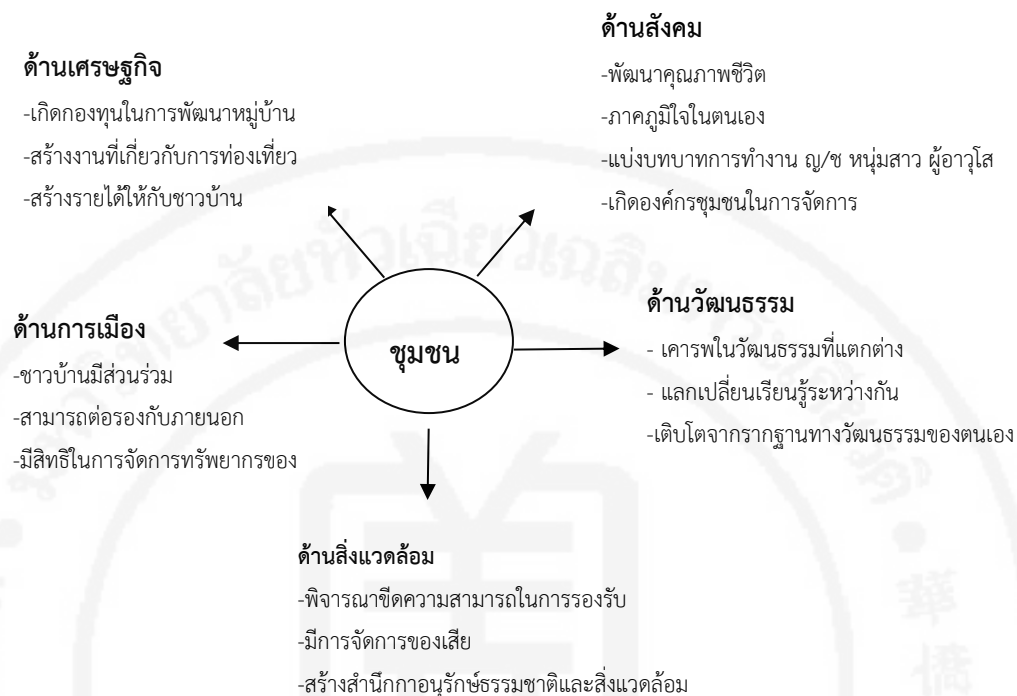 ด้านเศรษฐกิจ
-เกิดกองทุนในการพัฒนาหมู่บ้าน
-สร้างงานที่เกี่ยวกับการท่องเที่ยว
-สร้างรายได้ให้กับชาวบ้าน
ด้านสังคม
-พัฒนาคุณภาพชีวิต
-ภาคภูมิใจในตนเอง
-แบ่งบทบาทการทำงาน ญ/ช หนุ่มสาว ผู้อาวุโส
-เกิดองค์กรชุมชนในการจัดการ
ด้านการเมือง
-ชาวบ้านมีส่วนร่วม
-สามารถต่อรองกับภายนอก
-มีสิทธิในการจัดการทรัพยากรของ
ชุมชน
ด้านวัฒนธรรม
- เคารพในวัฒนธรรมที่แตกต่าง
- แลกเปลี่ยนเรียนรู้ระหว่างกัน
-เติบโตจากรากฐานทางวัฒนธรรมของตนเอง
ด้านสิ่งแวดล้อม
-พิจารณาขีดความสามารถในการรองรับ
-มีการจัดการของเสีย
-สร้างสำนึกกาอนุรักษ์ธรรมชาติและสิ่งแวดล้อม